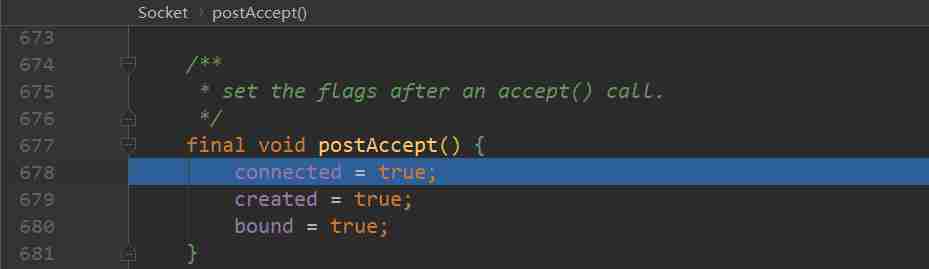 Socket > postAccept()
673
674 /**
675 * set the flags after an accept() call.
676 */
677 final void postAccept() {
678 connected = true;
679 created = true;
680 bound = true;
681 }